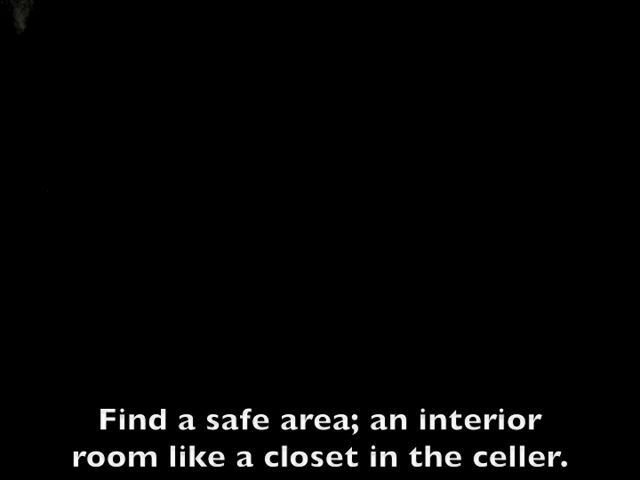 Find a safe area; an interior
room like a closet in the celler.